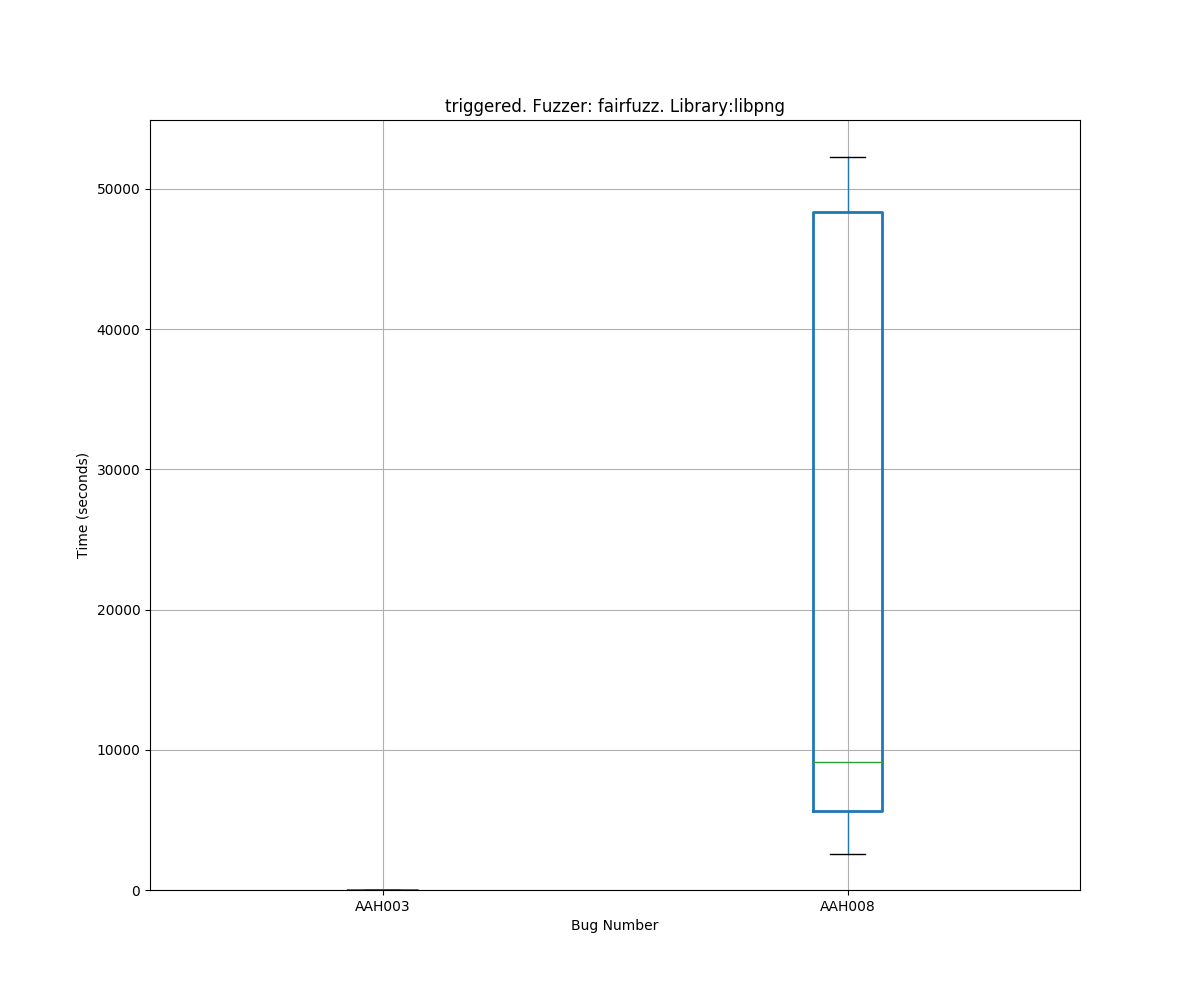 triggered. Fuzzer: fairfuzz. Library:libpng
50000
40000
30000
20000
10000
0
Time (seconds)
AAH003 AAH008
Bug Number